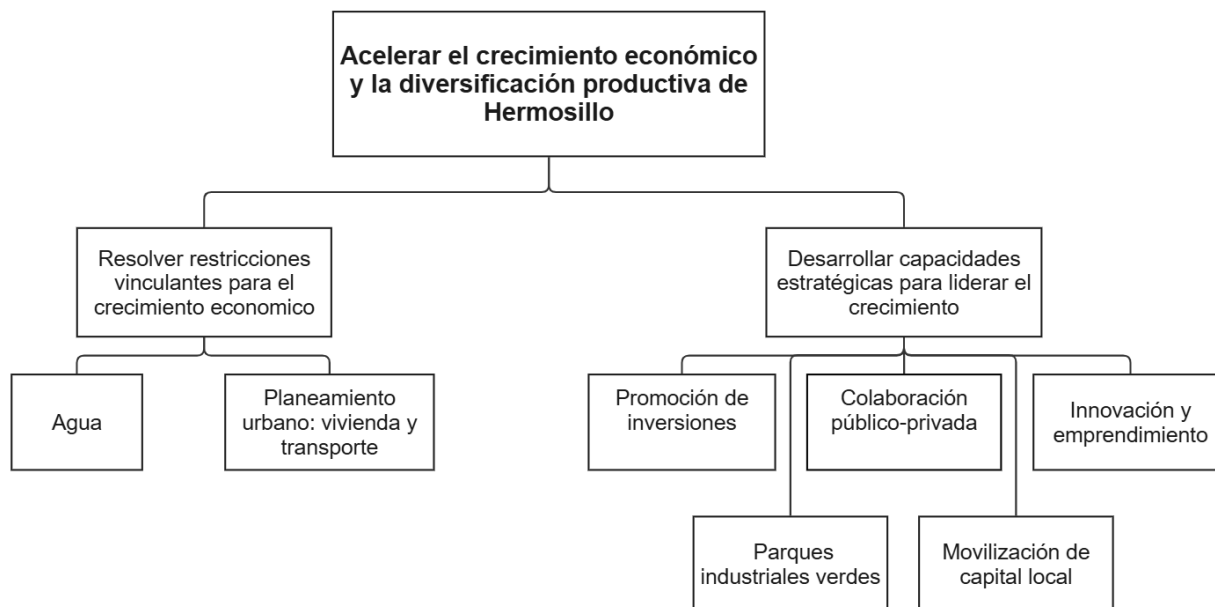 Acelerar el crecimiento económico
y la diversificación productiva de
Hermosillo
Resolver restricciones
vinculantes para el
crecimiento economico
Desarrollar capacidades
estratégicas para liderar el
crecimiento
Agua
Planeamiento
urbano: vivienda y
transporte
Promoción de
inversiones
Colaboración
público-privada
Innovación y
emprendimiento
Parques
industriales verdes
Movilización de
capital local